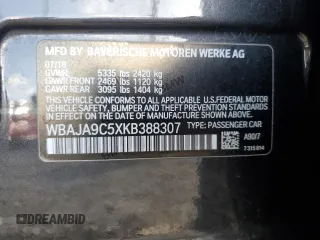 MFD. BY BAYERISCHE MOTOREN WERKE AG
07/18
GVWR 5335 lbs 2420 kg
GAWR FRONT 2469 lbs 1120 kg
GAWR REAR 3095 lbs 1404 kg
THIS VEHICLE CONFORMS TO ALL APPLICABLE U.S. FEDERAL MOTOR
VEHICLE SAFETY, BUMPER, AND THEFT PREVENTION STANDARDS
IN EFFECT ON THE DATE OF MANUFACTURE SHOWN ABOVE.
WBAJA9C5XKB388307 TYPE: PASSENGER CAR
A90/7
7315814
DREAMBID